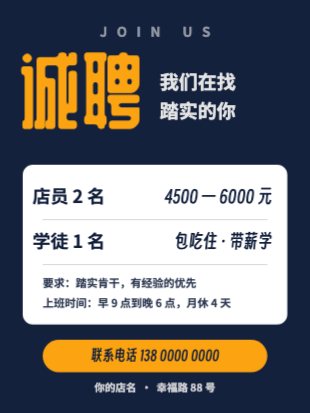 JOIN US
诚聘
我们在找
踏实的你
店员 2 名 4500 — 6000 元
学徒 1 名 包吃住 · 带薪学
要求：踏实肯干，有经验的优先
上班时间：早 9 点到晚 6 点，月休 4 天
联系电话 138 0000 0000
你的店名 · 幸福路 88 号